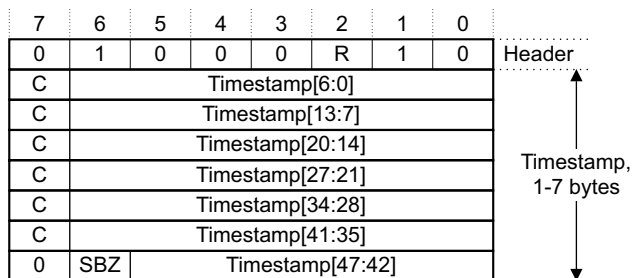 7 6 5 4 3 2 1 0
0 1 0 0 0 R 1 0 Header
C Timestamp[6:0]
C Timestamp[13:7]
C Timestamp[20:14]
C Timestamp[27:21]
C Timestamp[34:28]
C Timestamp[41:35]
0 SBZ Timestamp[47:42]
Timestamp,
1-7 bytes